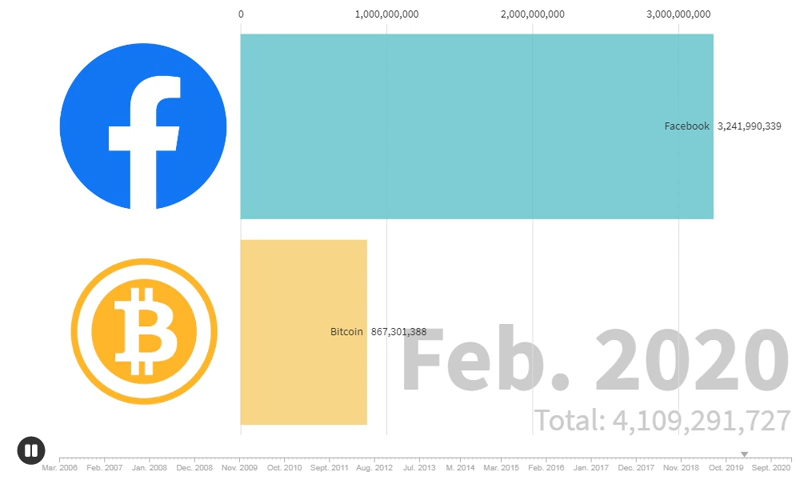 0 1,000,000,000 2,000,000,000 3,000,000,000
Facebook 3,241,990,339
Bitcoin 867,301,388
Feb. 2020
Total: 4,109,291,727
Mar. 2006 Feb. 2007 Jan. 2008 Dec. 2008 Nov. 2009 Oct. 2010 Sept. 2011 Aug. 2012 Jul. 2013 M. 2014 Mar. 2015 Feb. 2016 Jan. 2017 Dec. 2017 Nov. 2018 Oct. 2019 Sept. 2020